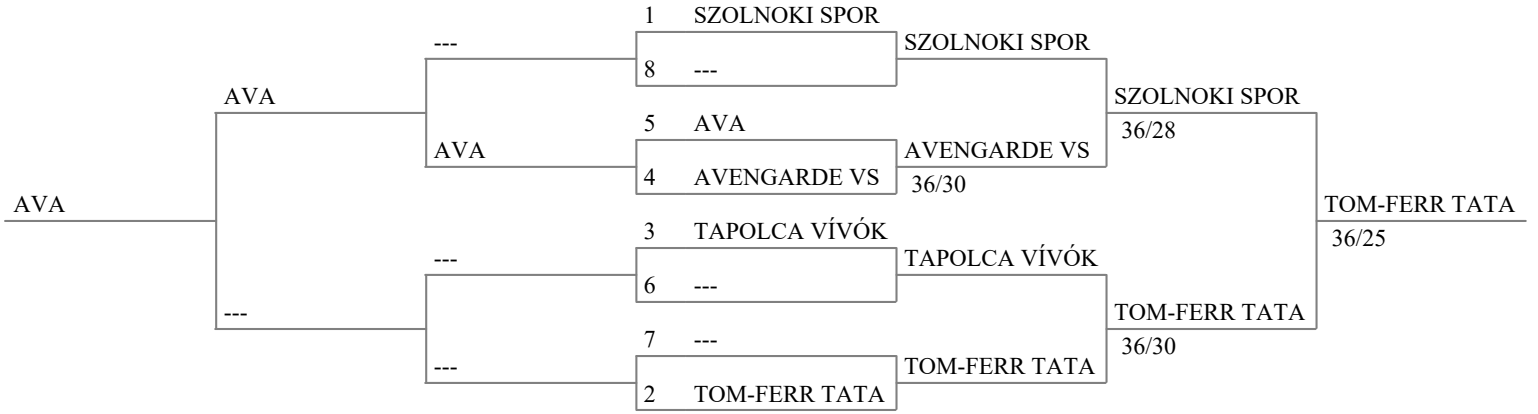 1 SZOLNOKI SPOR
--- SZOLNOKI SPOR
8 ---
AVA SZOLNOKI SPOR
5 AVA 36/28
AVA AVENGARDE VS
4 AVENGARDE VS 36/30
AVA TOM-FERR TATA
3 TAPOLCA VÍVÓK 36/25
--- TAPOLCA VÍVÓK
6 ---
--- TOM-FERR TATA
7 --- 36/30
--- TOM-FERR TATA
2 TOM-FERR TATA